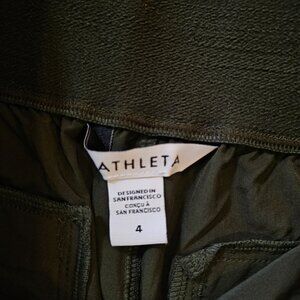 ATHLETA
DESIGNED IN
SAN FRANCISCO
CONÇU À
SAN FRANCISCO
4